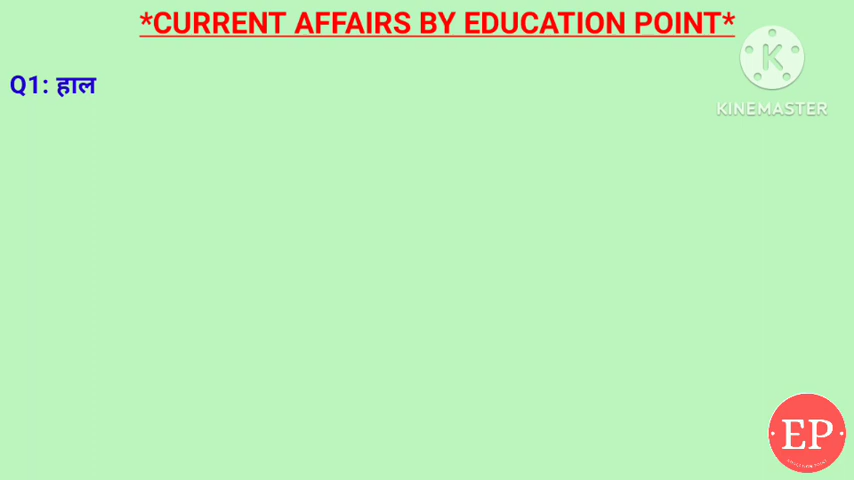 *CURRENT AFFAIRS BY EDUCATION POINT*
Q1: हाल
K
KINEMASTER
EP